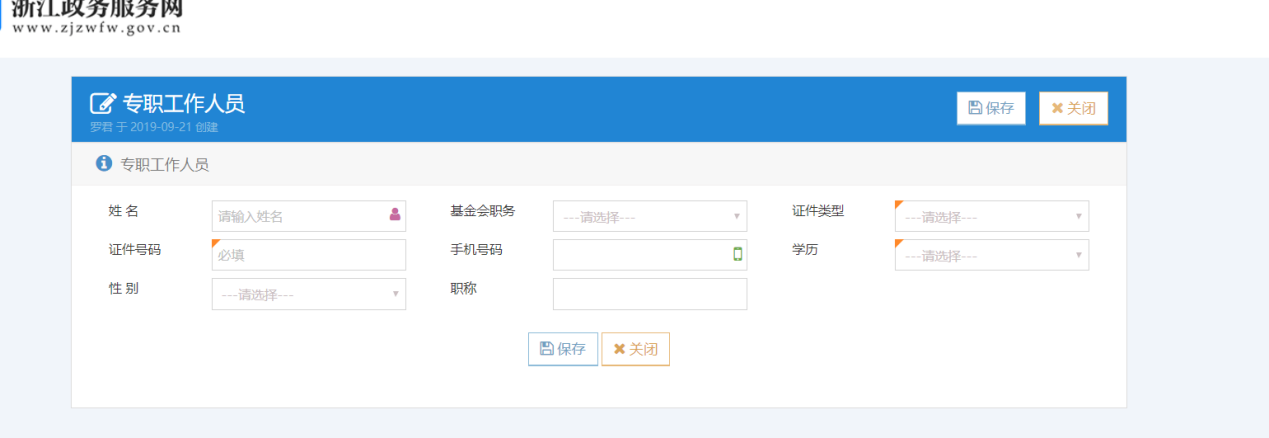 浙江政务服务网
www.zjzwfw.gov.cn
专职工作人员
保存
关闭
罗君 于 2019-09-21 创建
专职工作人员
姓 名
请输入姓名
基金会职务
---请选择---
证件类型
---请选择---
证件号码
必填
手机号码
学历
---请选择---
性 别
---请选择---
职称
保存
关闭